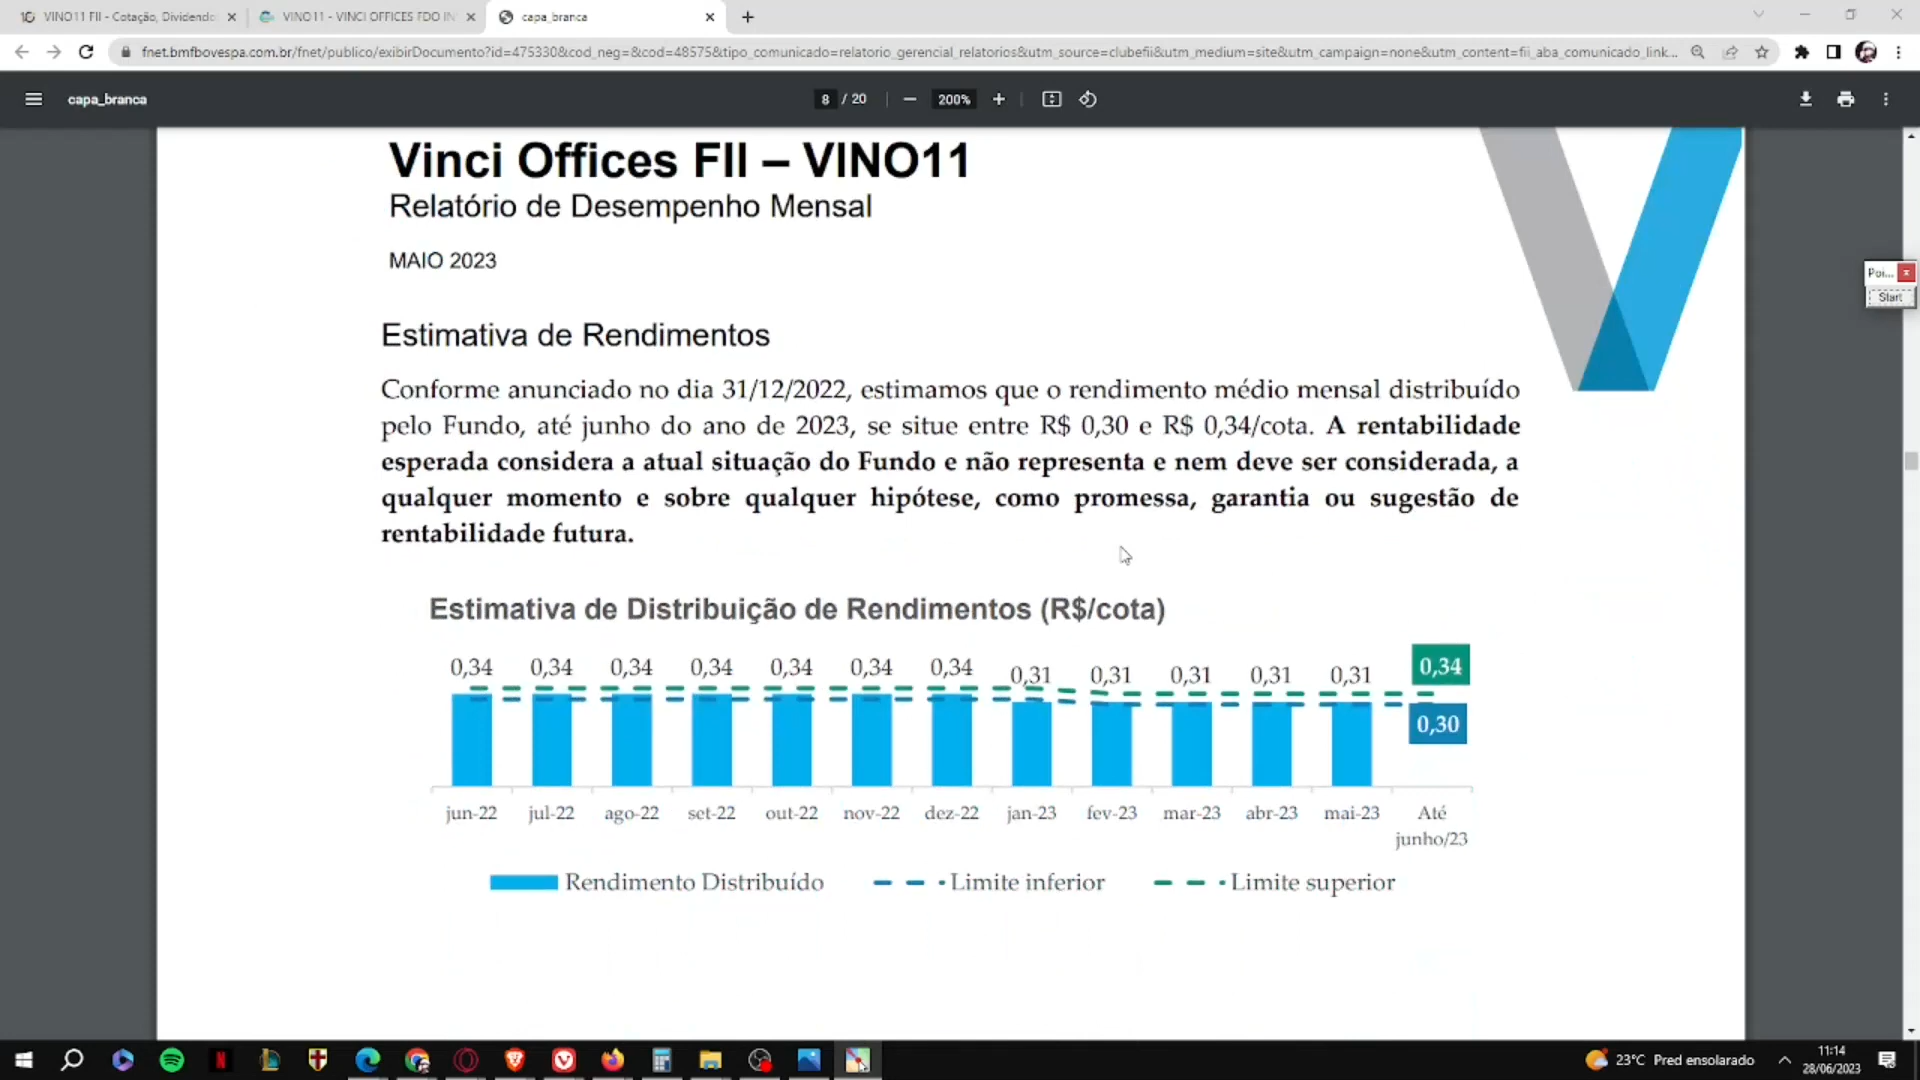 VINO11 FII - Cotação, Dividendo
VINO11 - VINCI OFFICES FDO IN
capa_branca
fnet.bmfbovespa.com.br/fnet/publico/exibirDocumento?id=475330&cod_neg=&cod=48575&tipo_comunicado=relatorio_gerencial_relatorios&utm_source=clubefii&utm_medium=site&utm_campaign=none&utm_content=fii_aba_comunicado_link...
capa_branca
8 / 20
200%
Vinci Offices FII – VINO11
Relatório de Desempenho Mensal
MAIO 2023
Poi...
Start
Estimativa de Rendimentos
Conforme anunciado no dia 31/12/2022, estimamos que o rendimento médio mensal distribuído
pelo Fundo, até junho do ano de 2023, se situe entre R$ 0,30 e R$ 0,34/cota. A rentabilidade
esperada considera a atual situação do Fundo e não representa e nem deve ser considerada, a
qualquer momento e sobre qualquer hipótese, como promessa, garantia ou sugestão de
rentabilidade futura.
Estimativa de Distribuição de Rendimentos (R$/cota)
0,34 0,34 0,34 0,34 0,34 0,34 0,34 0,31 0,31 0,31 0,31 0,31 0,34
0,30
jun-22 jul-22 ago-22 set-22 out-22 nov-22 dez-22 jan-23 fev-23 mar-23 abr-23 mai-23 Até
junho/23
Rendimento Distribuído Limite inferior Limite superior
23°C Pred ensolarado
11:14
28/06/2023